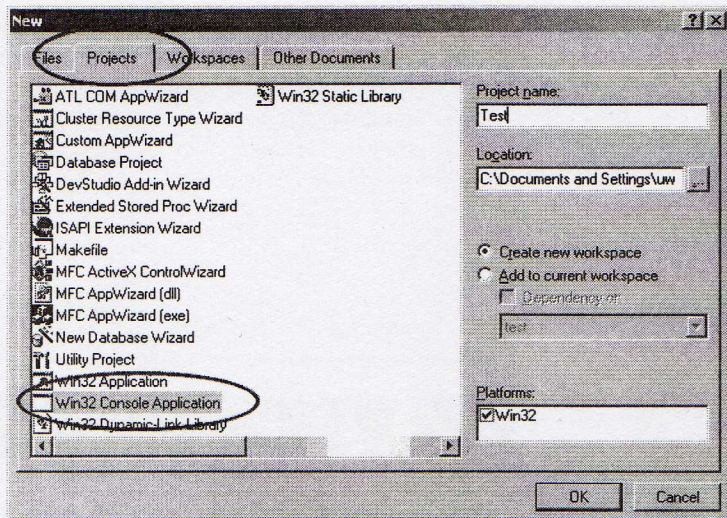 New
Files Projects Workspaces Other Documents
ATL COM AppWizard
Cluster Resource Type Wizard
Custom AppWizard
Database Project
DevStudio Add-in Wizard
Extended Stored Proc Wizard
ISAPI Extension Wizard
Makefile
MFC ActiveX ControlWizard
MFC AppWizard (dll)
MFC AppWizard (exe)
New Database Wizard
Utility Project
Win32 Application
Win32 Console Application
Win32 Dynamic-Link Library
Win32 Static Library
Project name:
Test
Location:
C:\Documents and Settings\uw
...
Create new workspace
Add to current workspace
Dependency of:
test
Platforms:
Win32
OK Cancel